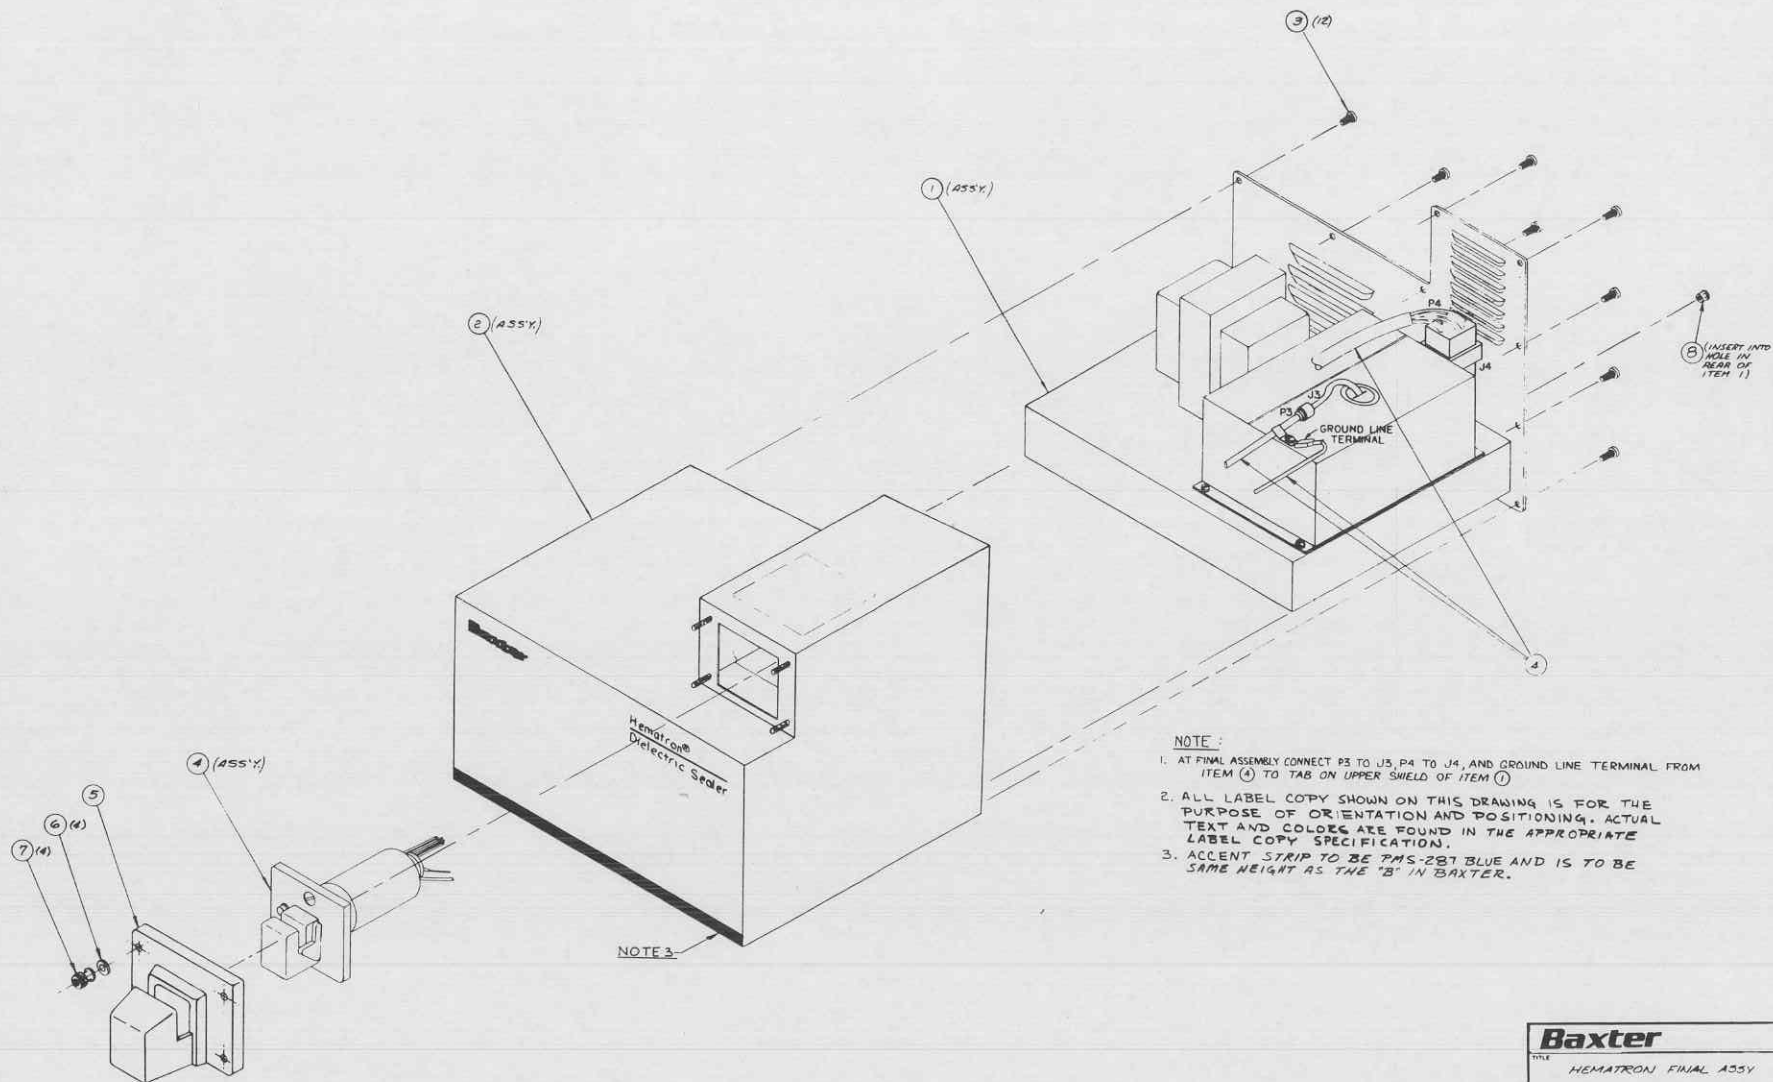 3 (12)
1 (ASS'Y.)
2 (ASS'Y.)
P4
8 (INSERT INTO
HOLE IN
REAR OF
ITEM 1)
J4
J3
P3
GROUND LINE
TERMINAL
4
Hematron®
Dielectric Sealer
NOTE :
1. AT FINAL ASSEMBLY CONNECT P3 TO J3, P4 TO J4, AND GROUND LINE TERMINAL FROM
ITEM 4 TO TAB ON UPPER SHIELD OF ITEM 1
2. ALL LABEL COPY SHOWN ON THIS DRAWING IS FOR THE
PURPOSE OF ORIENTATION AND POSITIONING. ACTUAL
TEXT AND COLORS ARE FOUND IN THE APPROPRIATE
LABEL COPY SPECIFICATION.
3. ACCENT STRIP TO BE PMS-287 BLUE AND IS TO BE
SAME HEIGHT AS THE "B" IN BAXTER.
4 (ASS'Y.)
5
6 (4)
7 (4)
NOTE 3
Baxter
TITLE
HEMATRON FINAL ASSY